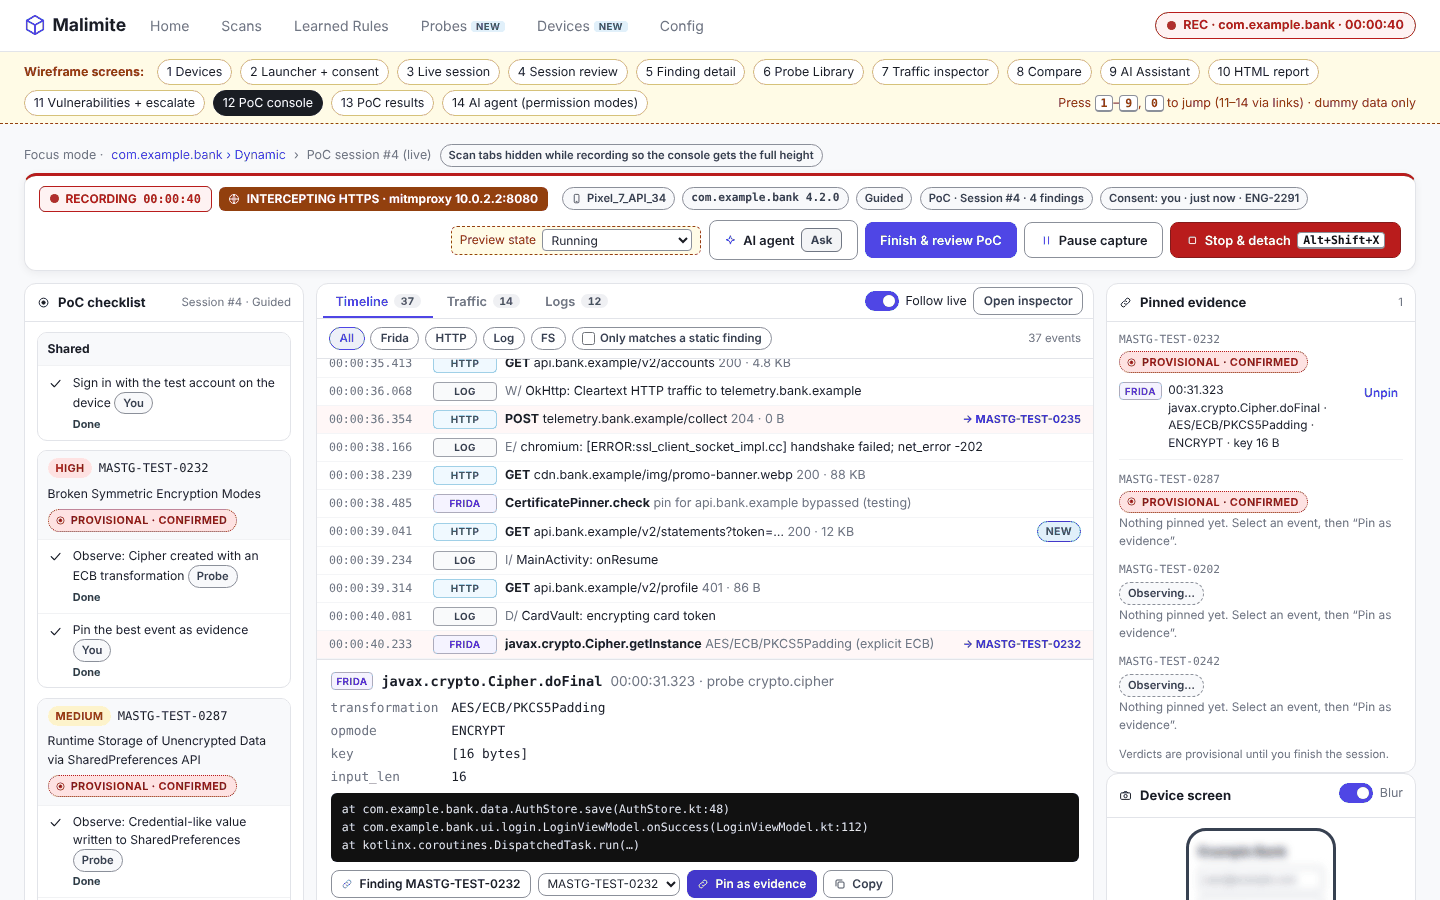 Malimite Home Scans Learned Rules Probes NEW Devices NEW Config REC · com.example.bank · 00:00:40
Wireframe screens: 1 Devices 2 Launcher + consent 3 Live session 4 Session review 5 Finding detail 6 Probe Library 7 Traffic inspector 8 Compare 9 AI Assistant 10 HTML report
11 Vulnerabilities + escalate 12 PoC console 13 PoC results 14 AI agent (permission modes) Press 1–9, 0 to jump (11–14 via links) · dummy data only
Focus mode · com.example.bank › Dynamic › PoC session #4 (live) Scan tabs hidden while recording so the console gets the full height
RECORDING 00:00:40 INTERCEPTING HTTPS · mitmproxy 10.0.2.2:8080 Pixel_7_API_34 com.example.bank 4.2.0 Guided PoC · Session #4 · 4 findings Consent: you · just now · ENG-2291
Preview state Running AI agent Ask Finish & review PoC Pause capture Stop & detach Alt+Shift+X
PoC checklist Session #4 · Guided
Shared
Sign in with the test account on the
device You
Done
HIGH MASTG-TEST-0232
Broken Symmetric Encryption Modes
PROVISIONAL · CONFIRMED
Observe: Cipher created with an
ECB transformation Probe
Done
Pin the best event as evidence
You
Done
MEDIUM MASTG-TEST-0287
Runtime Storage of Unencrypted Data
via SharedPreferences API
PROVISIONAL · CONFIRMED
Observe: Credential-like value
written to SharedPreferences
Probe
Done
Timeline 37 Traffic 14 Logs 12 Follow live Open inspector
All Frida HTTP Log FS Only matches a static finding 37 events
00:00:35.413 HTTP GET api.bank.example/v2/accounts 200 · 4.8 KB
00:00:36.068 LOG W/ OkHttp: Cleartext HTTP traffic to telemetry.bank.example
00:00:36.354 HTTP POST telemetry.bank.example/collect 204 · 0 B → MASTG-TEST-0235
00:00:38.166 LOG E/ chromium: [ERROR:ssl_client_socket_impl.cc] handshake failed; net_error -202
00:00:38.239 HTTP GET cdn.bank.example/img/promo-banner.webp 200 · 88 KB
00:00:38.485 FRIDA CertificatePinner.check pin for api.bank.example bypassed (testing)
00:00:39.041 HTTP GET api.bank.example/v2/statements?token=… 200 · 12 KB NEW
00:00:39.234 LOG I/ MainActivity: onResume
00:00:39.314 HTTP GET api.bank.example/v2/profile 401 · 86 B
00:00:40.081 LOG D/ CardVault: encrypting card token
00:00:40.233 FRIDA javax.crypto.Cipher.getInstance AES/ECB/PKCS5Padding (explicit ECB) → MASTG-TEST-0232
FRIDA javax.crypto.Cipher.doFinal 00:00:31.323 · probe crypto.cipher
transformation AES/ECB/PKCS5Padding
opmode ENCRYPT
key [16 bytes]
input_len 16
at com.example.bank.data.AuthStore.save(AuthStore.kt:48)
at com.example.bank.ui.login.LoginViewModel.onSuccess(LoginViewModel.kt:112)
at kotlinx.coroutines.DispatchedTask.run(…)
Finding MASTG-TEST-0232 MASTG-TEST-0232 Pin as evidence Copy
Pinned evidence 1
MASTG-TEST-0232
PROVISIONAL · CONFIRMED
FRIDA 00:31.323 Unpin
javax.crypto.Cipher.doFinal ·
AES/ECB/PKCS5Padding ·
ENCRYPT · key 16 B
MASTG-TEST-0287
PROVISIONAL · CONFIRMED
Nothing pinned yet. Select an event, then “Pin as
evidence”.
MASTG-TEST-0202
Observing…
Nothing pinned yet. Select an event, then “Pin as
evidence”.
MASTG-TEST-0242
Observing…
Nothing pinned yet. Select an event, then “Pin as
evidence”.
Verdicts are provisional until you finish the session.
Device screen Blur